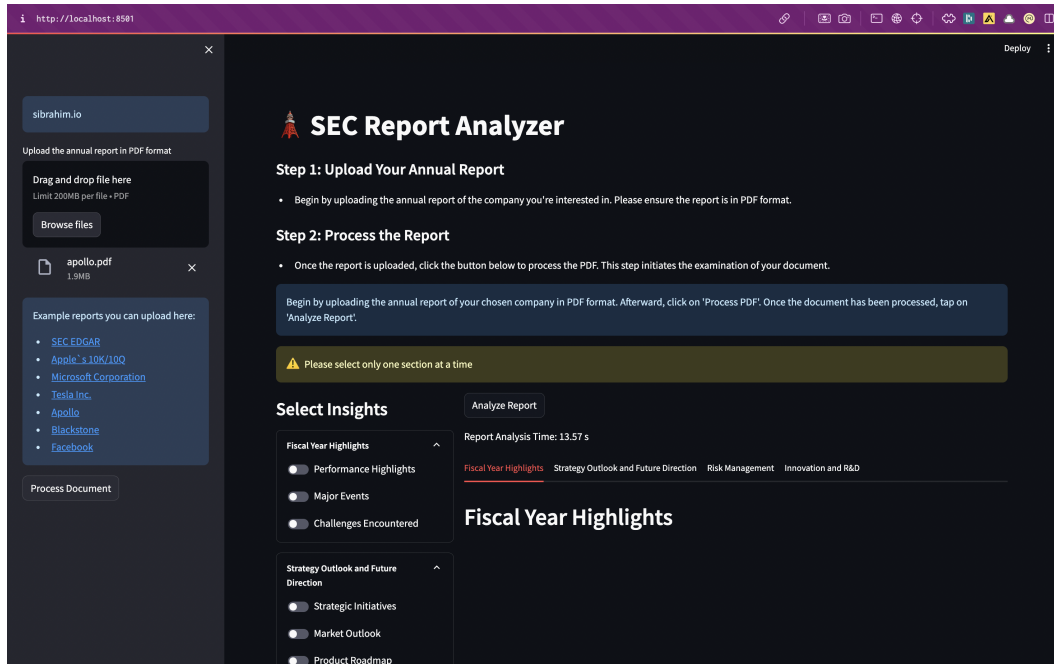 i http://localhost:8501
Deploy
sibrahim.io
Upload the annual report in PDF format
Drag and drop file here
Limit 200MB per file • PDF
Browse files
apollo.pdf
1.9MB
Example reports you can upload here:
• SEC EDGAR
• Apple`s 10K/10Q
• Microsoft Corporation
• Tesla Inc.
• Apollo
• Blackstone
• Facebook
Process Document
SEC Report Analyzer
Step 1: Upload Your Annual Report
• Begin by uploading the annual report of the company you're interested in. Please ensure the report is in PDF format.
Step 2: Process the Report
• Once the report is uploaded, click the button below to process the PDF. This step initiates the examination of your document.
Begin by uploading the annual report of your chosen company in PDF format. Afterward, click on 'Process PDF'. Once the document has been processed, tap on
'Analyze Report'.
Please select only one section at a time
Select Insights
Fiscal Year Highlights
Performance Highlights
Major Events
Challenges Encountered
Strategy Outlook and Future
Direction
Strategic Initiatives
Market Outlook
Product Roadmap
Analyze Report
Report Analysis Time: 13.57 s
Fiscal Year Highlights Strategy Outlook and Future Direction Risk Management Innovation and R&D
Fiscal Year Highlights